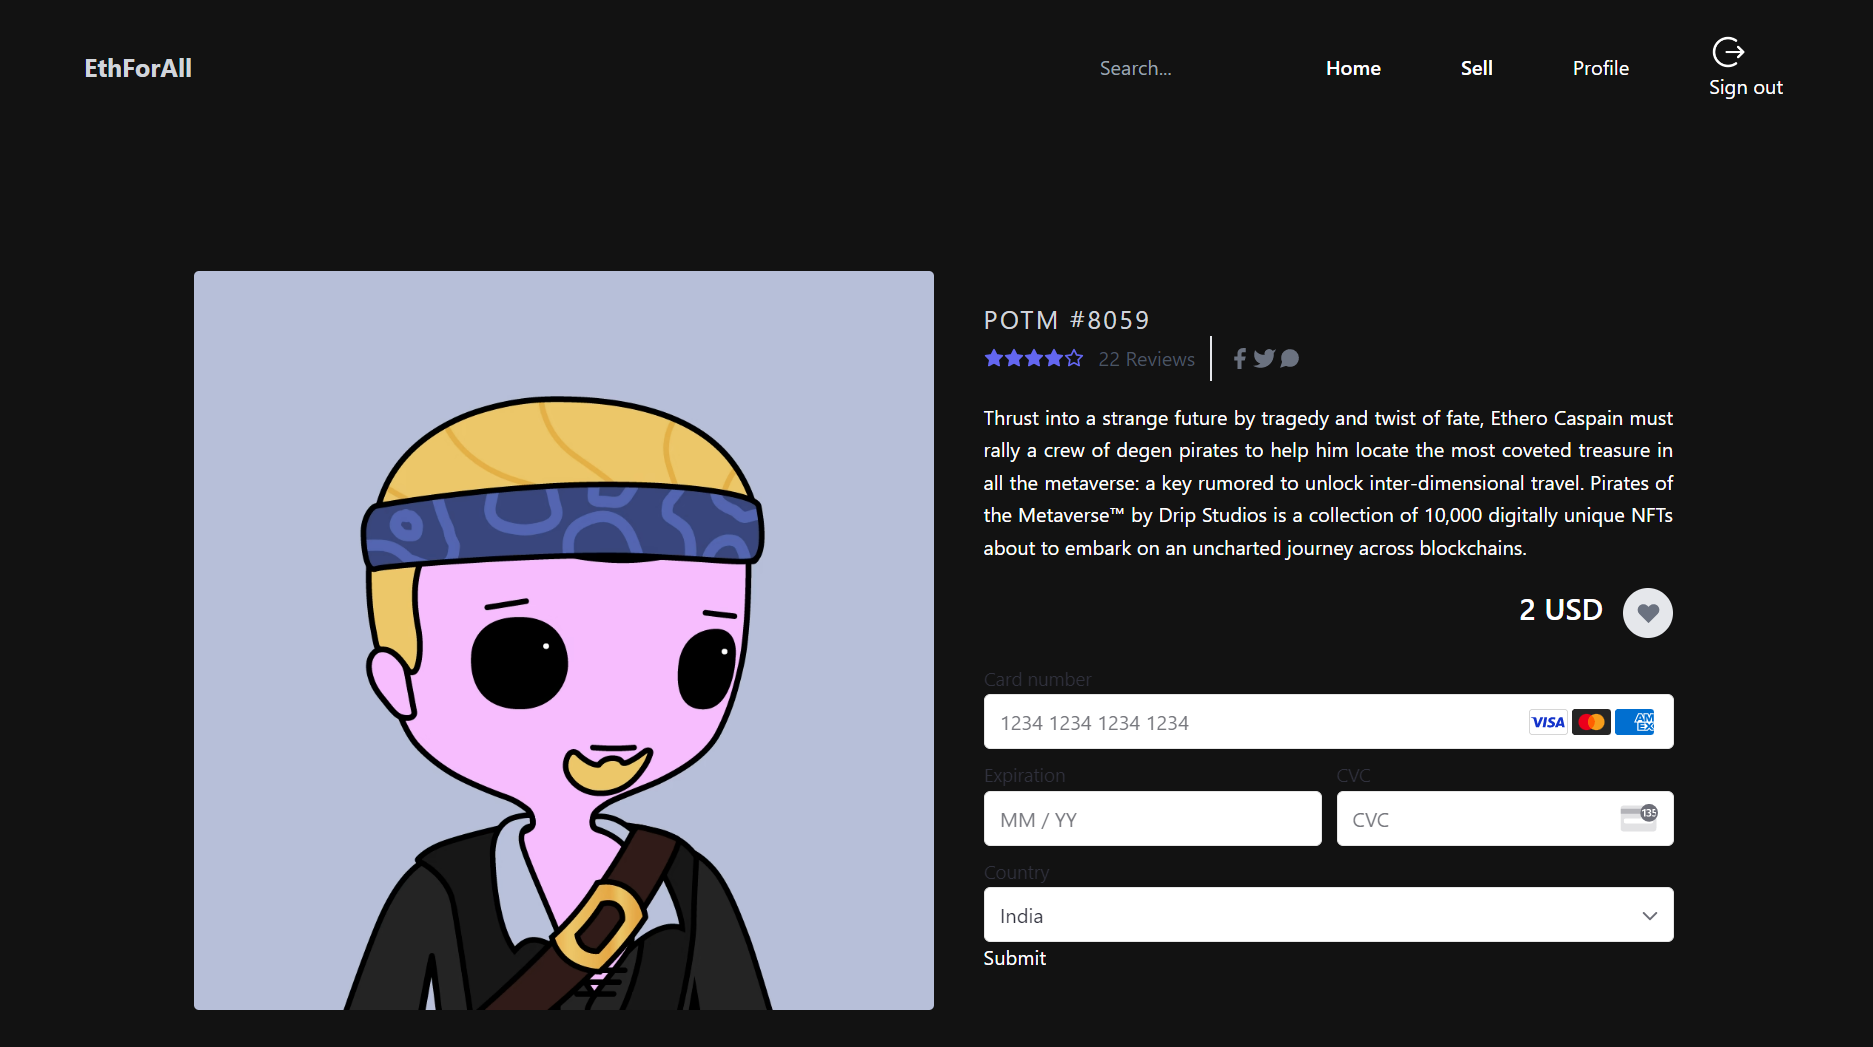 EthForAll
Search...
Home
Sell
Profile
Sign out
POTM #8059
22 Reviews
Thrust into a strange future by tragedy and twist of fate, Ethero Caspain must
rally a crew of degen pirates to help him locate the most coveted treasure in
all the metaverse: a key rumored to unlock inter-dimensional travel. Pirates of
the Metaverse™ by Drip Studios is a collection of 10,000 digitally unique NFTs
about to embark on an uncharted journey across blockchains.
2 USD
Card number
1234 1234 1234 1234
VISA
AM
EX
Expiration
CVC
MM / YY
CVC
135
Country
India
Submit